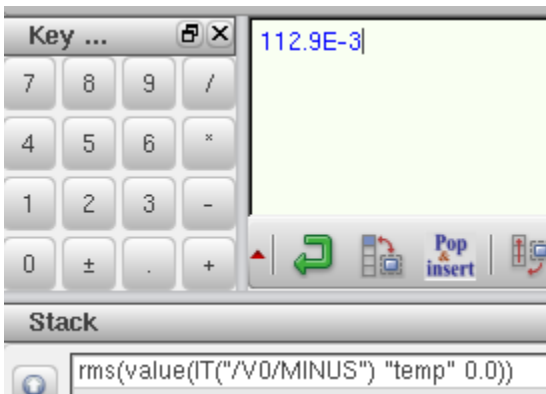 Key ...
112.9E-3
7 8 9 /
4 5 6 *
1 2 3 -
0 ± . +
Pop
&
insert
Stack
rms(value(IT("/V0/MINUS") "temp" 0.0))